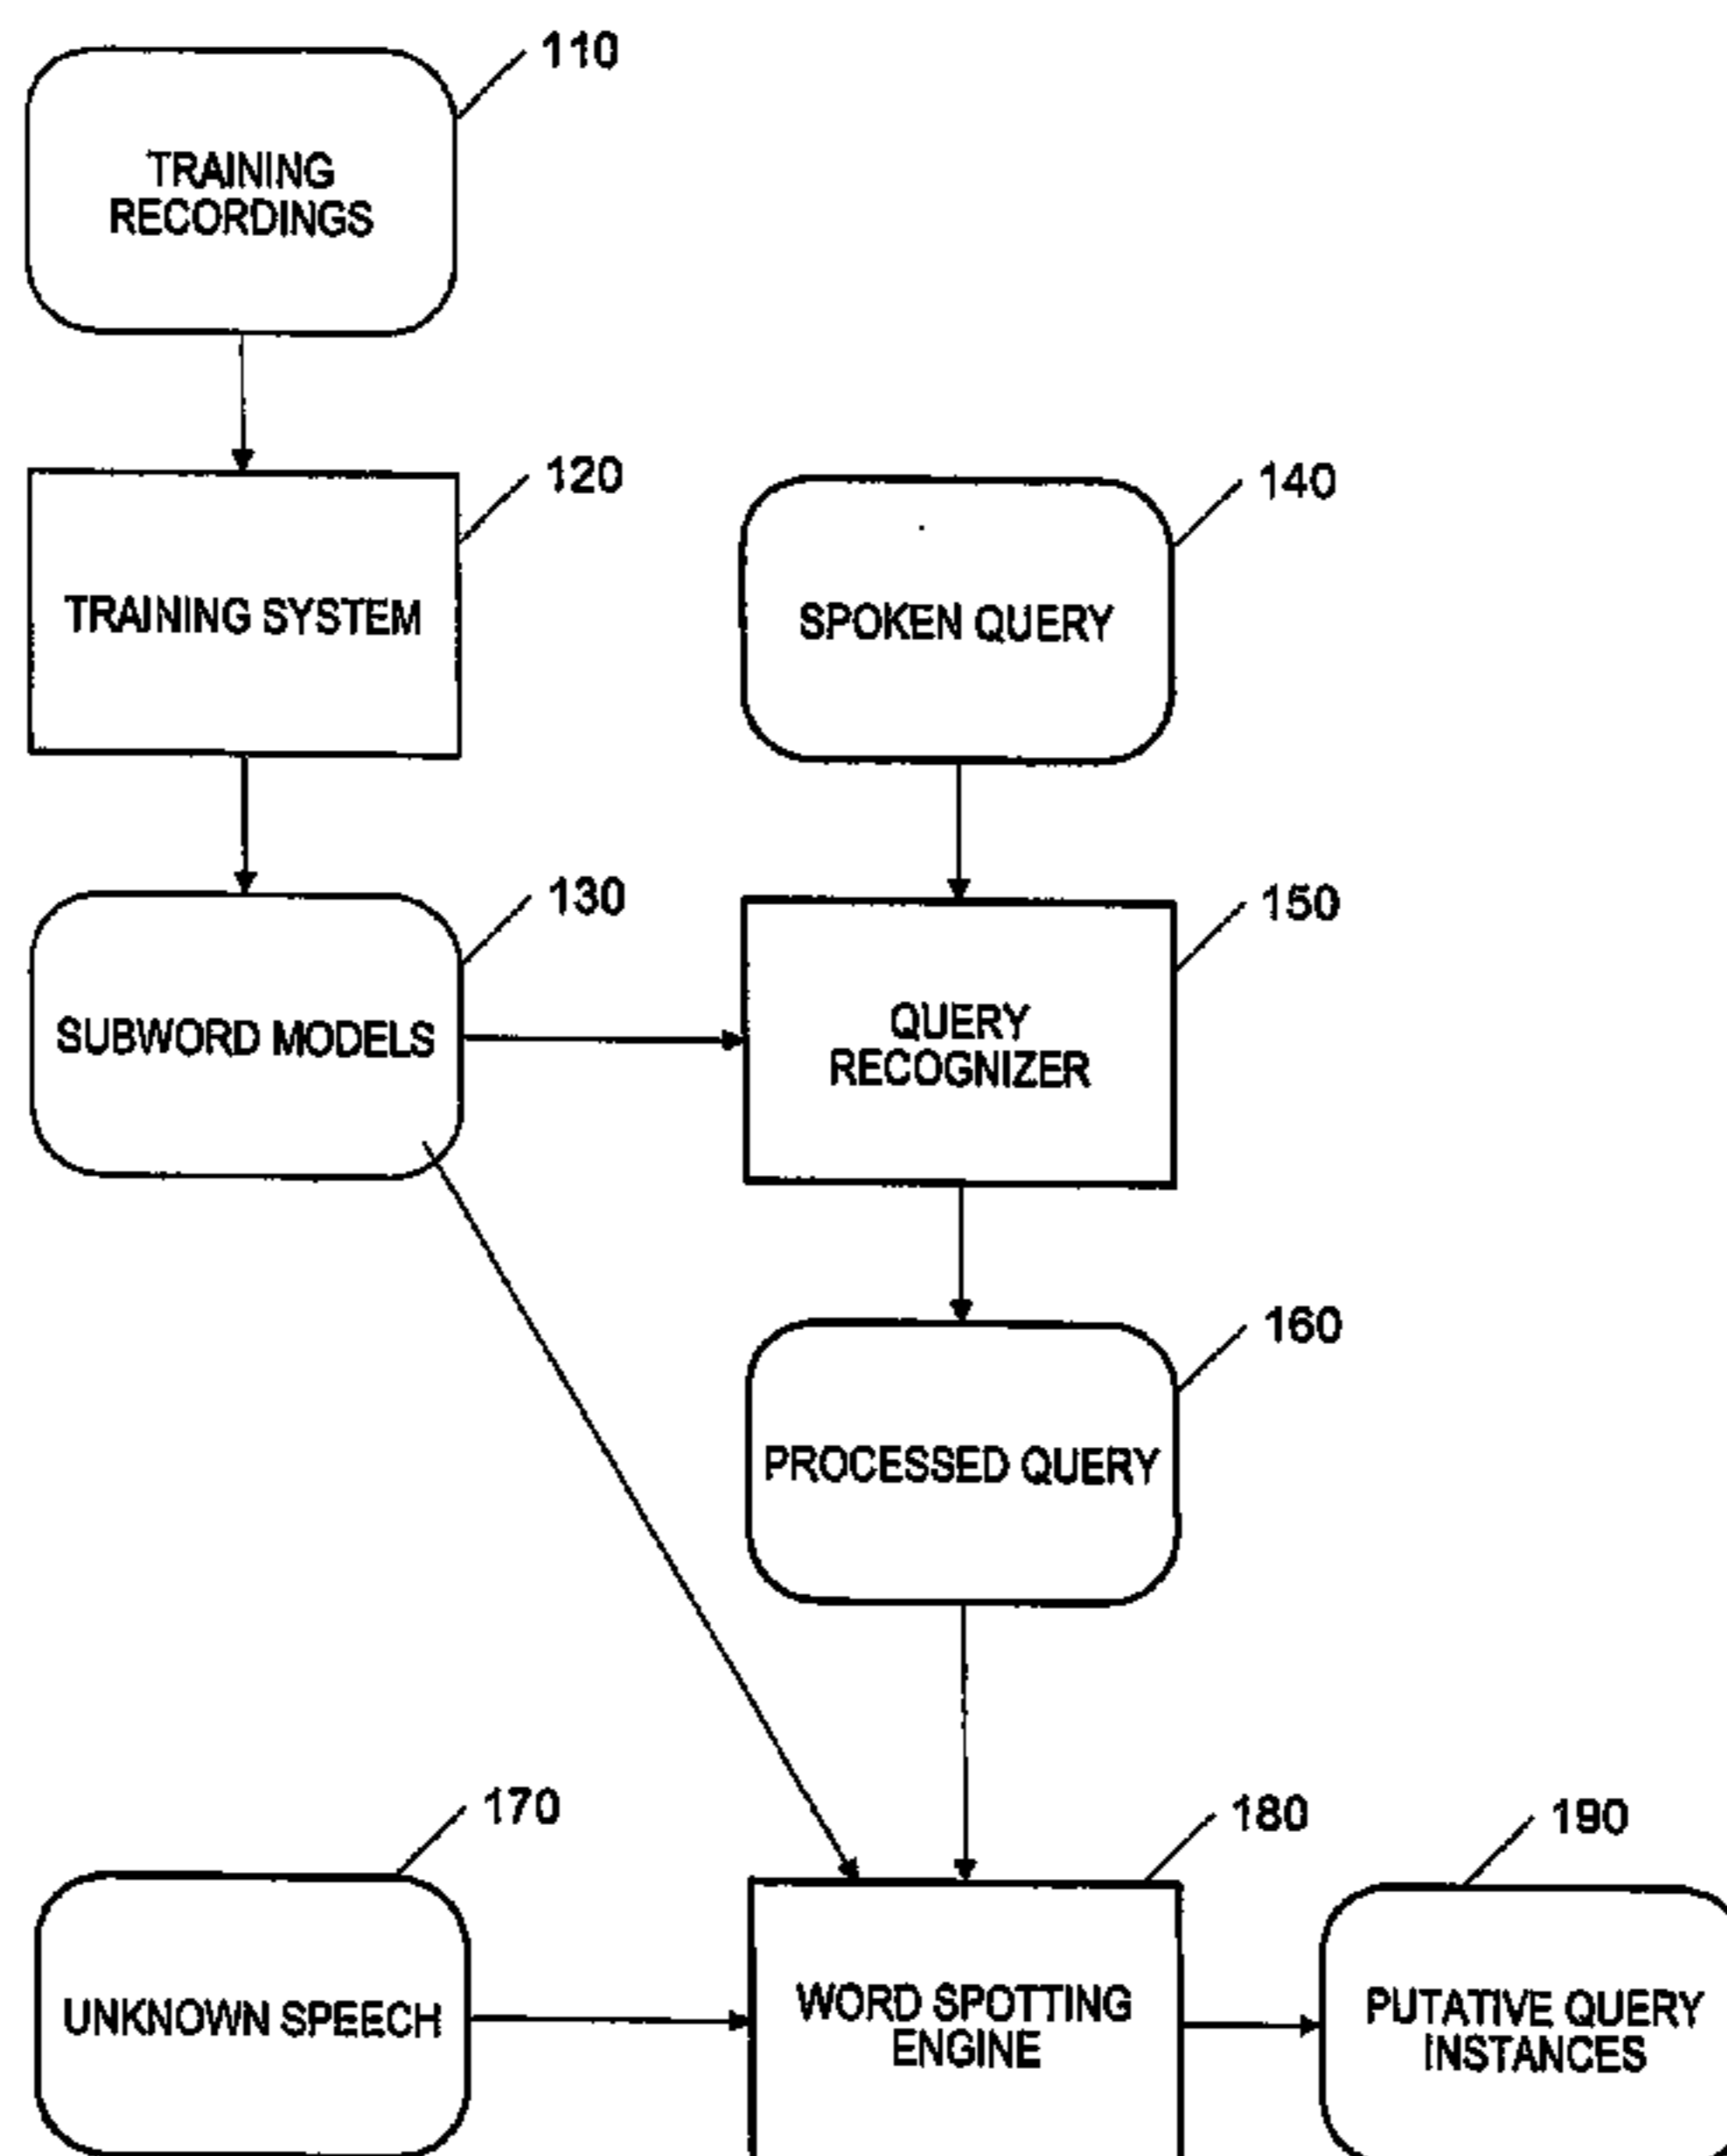 110
TRAINING
RECORDINGS
120
TRAINING SYSTEM
140
SPOKEN QUERY
130
SUBWORD MODELS
150
QUERY
RECOGNIZER
160
PROCESSED QUERY
170
UNKNOWN SPEECH
180
WORD SPOTTING
ENGINE
190
PUTATIVE QUERY
INSTANCES